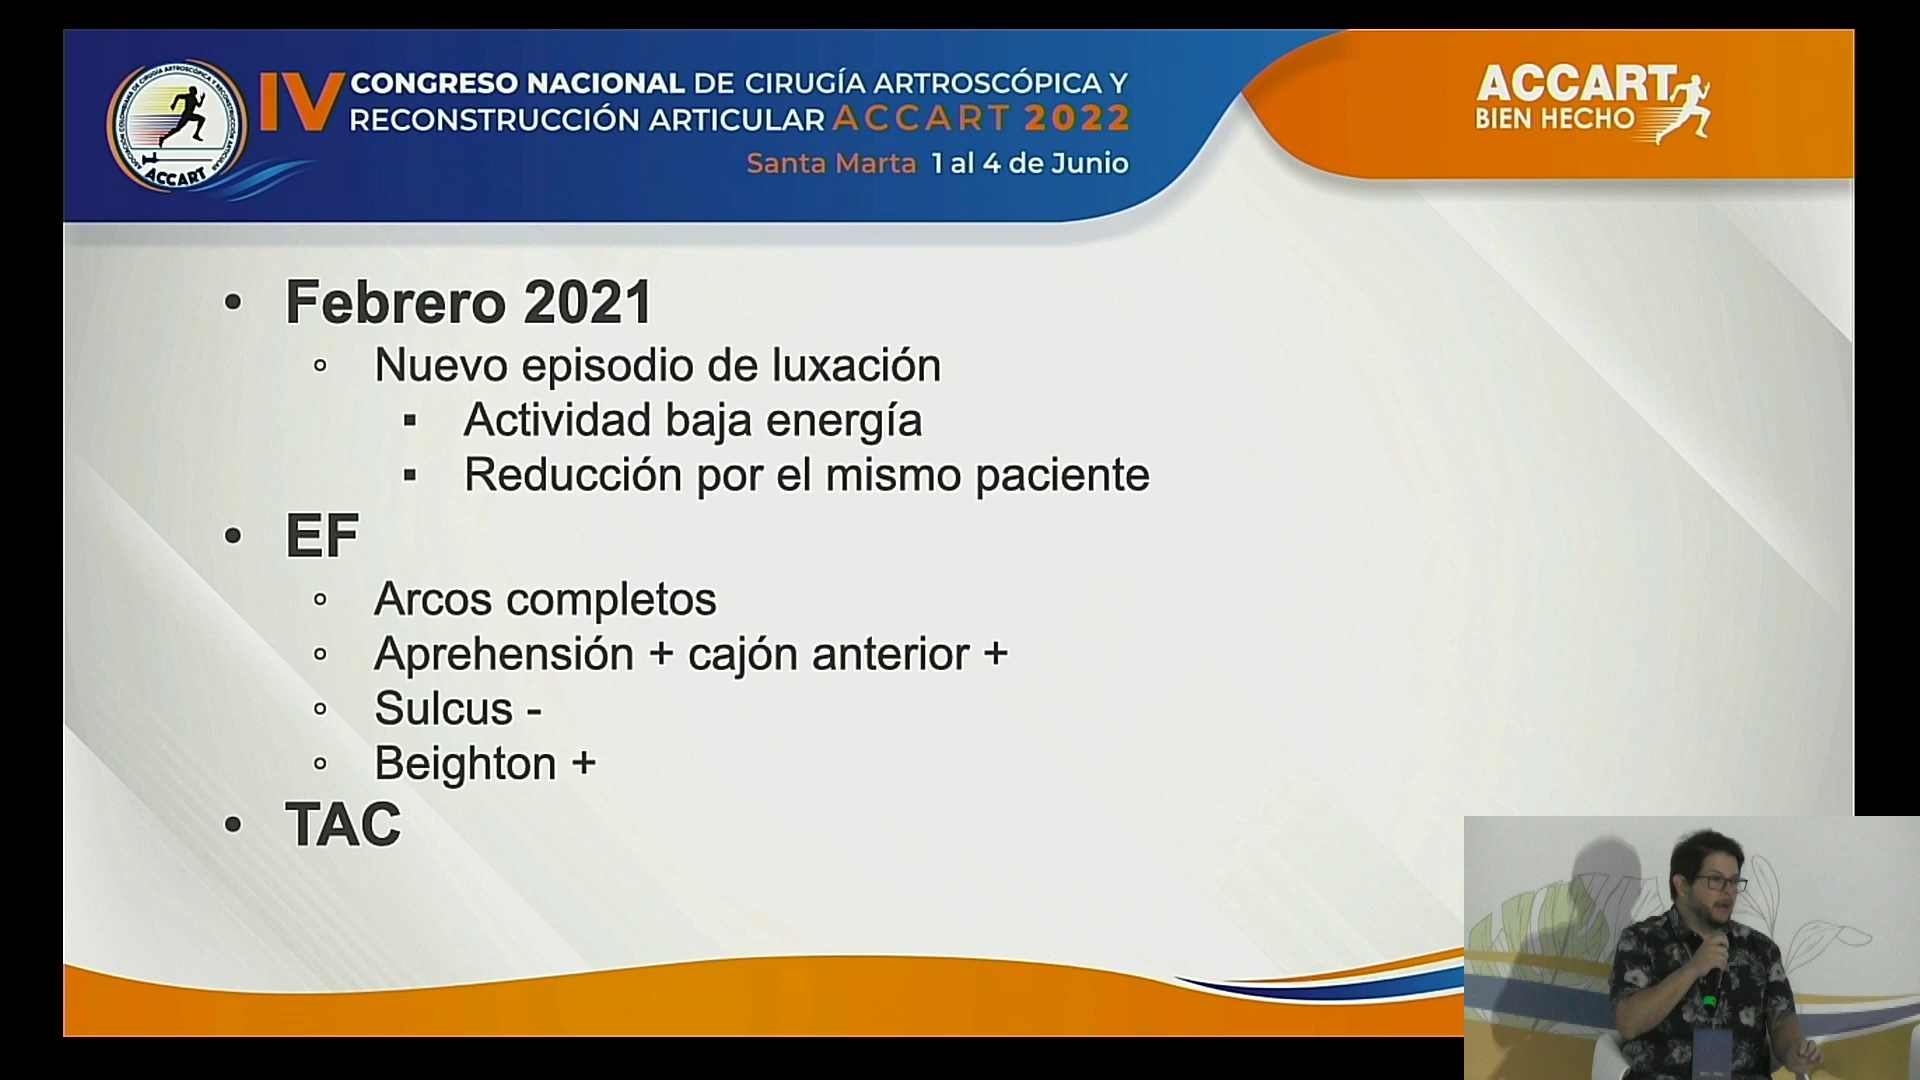 IV CONGRESO NACIONAL DE CIRUGÍA ARTROSCÓPICA Y
RECONSTRUCCIÓN ARTICULAR ACCART 2022
Santa Marta 1 al 4 de Junio
ACCART
ACCART
BIEN HECHO
• Febrero 2021
◦ Nuevo episodio de luxación
▪ Actividad baja energía
▪ Reducción por el mismo paciente
• EF
◦ Arcos completos
◦ Aprehensión + cajón anterior +
◦ Sulcus -
◦ Beighton +
• TAC